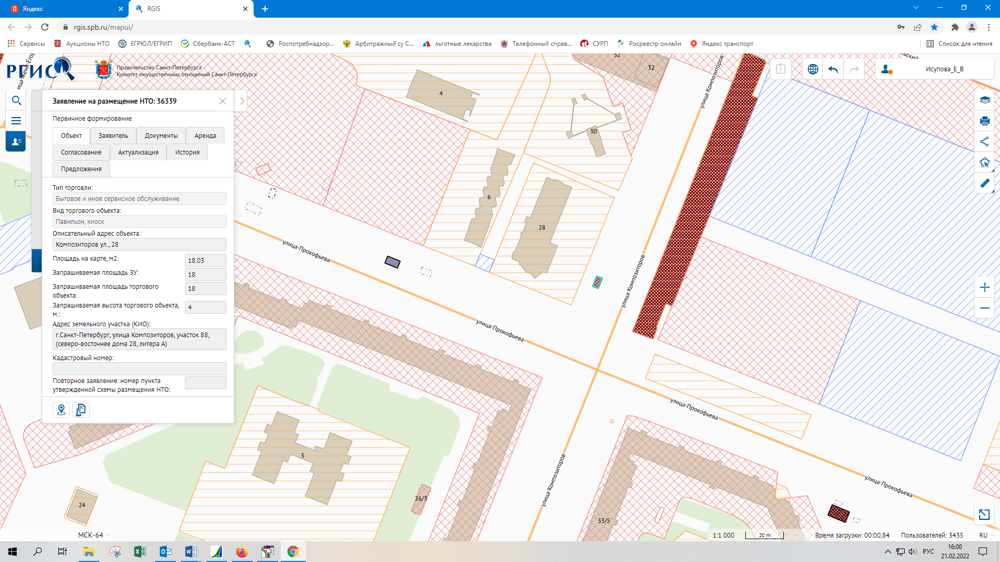 Яндекс
RGIS
rgis.spb.ru/mapui/
Сервисы
Аукционы НТО
ЕГРЮЛ/ЕГРИП
Сбербанк-АСТ
Роспотребнадзор...
Арбитражный су С...
льготные лекарства
Телефонный справ...
СУРП
Росреестр онлайн
Яндекс транспорт
Список для чтения
РГИС
Правительство Санкт-Петербурга
Комитет имущественных отношений Санкт-Петербурга
Исупова_Е_В
Заявление на размещение НТО: 36339
Первичное формирование
Объект
Заявитель
Документы
Аренда
Согласование
Актуализация
История
Предложения
Тип торговли:
Бытовое и иное сервисное обслуживание
Вид торгового объекта:
Павильон, киоск
Описательный адрес объекта:
Композиторов ул., 28
Площадь на карте, м2:
18.03
Запрашиваемая площадь ЗУ:
18
Запрашиваемая площадь торгового
объекта:
18
Запрашиваемая высота торгового объекта,
м.:
4
Адрес земельного участка (КИО):
г.Санкт-Петербург, улица Композиторов, участок 88,
(северо-восточнее дома 28, литера А)
Кадастровый номер:
Повторное заявление: номер пункта
утвержденной схемы размещения НТО:
32
32
4
30
6
28
3
24
26/3
33/5
улица Композиторов
улица Композиторов
улица Композиторов
улица Прокофьева
улица Прокофьева
улица Прокофьева
улица Прокофьева
МСК-64
1:1 000
20 m
Время загрузки: 00:00,84
Пользователей: 3435
RU
РУС
16:00
21.02.2022